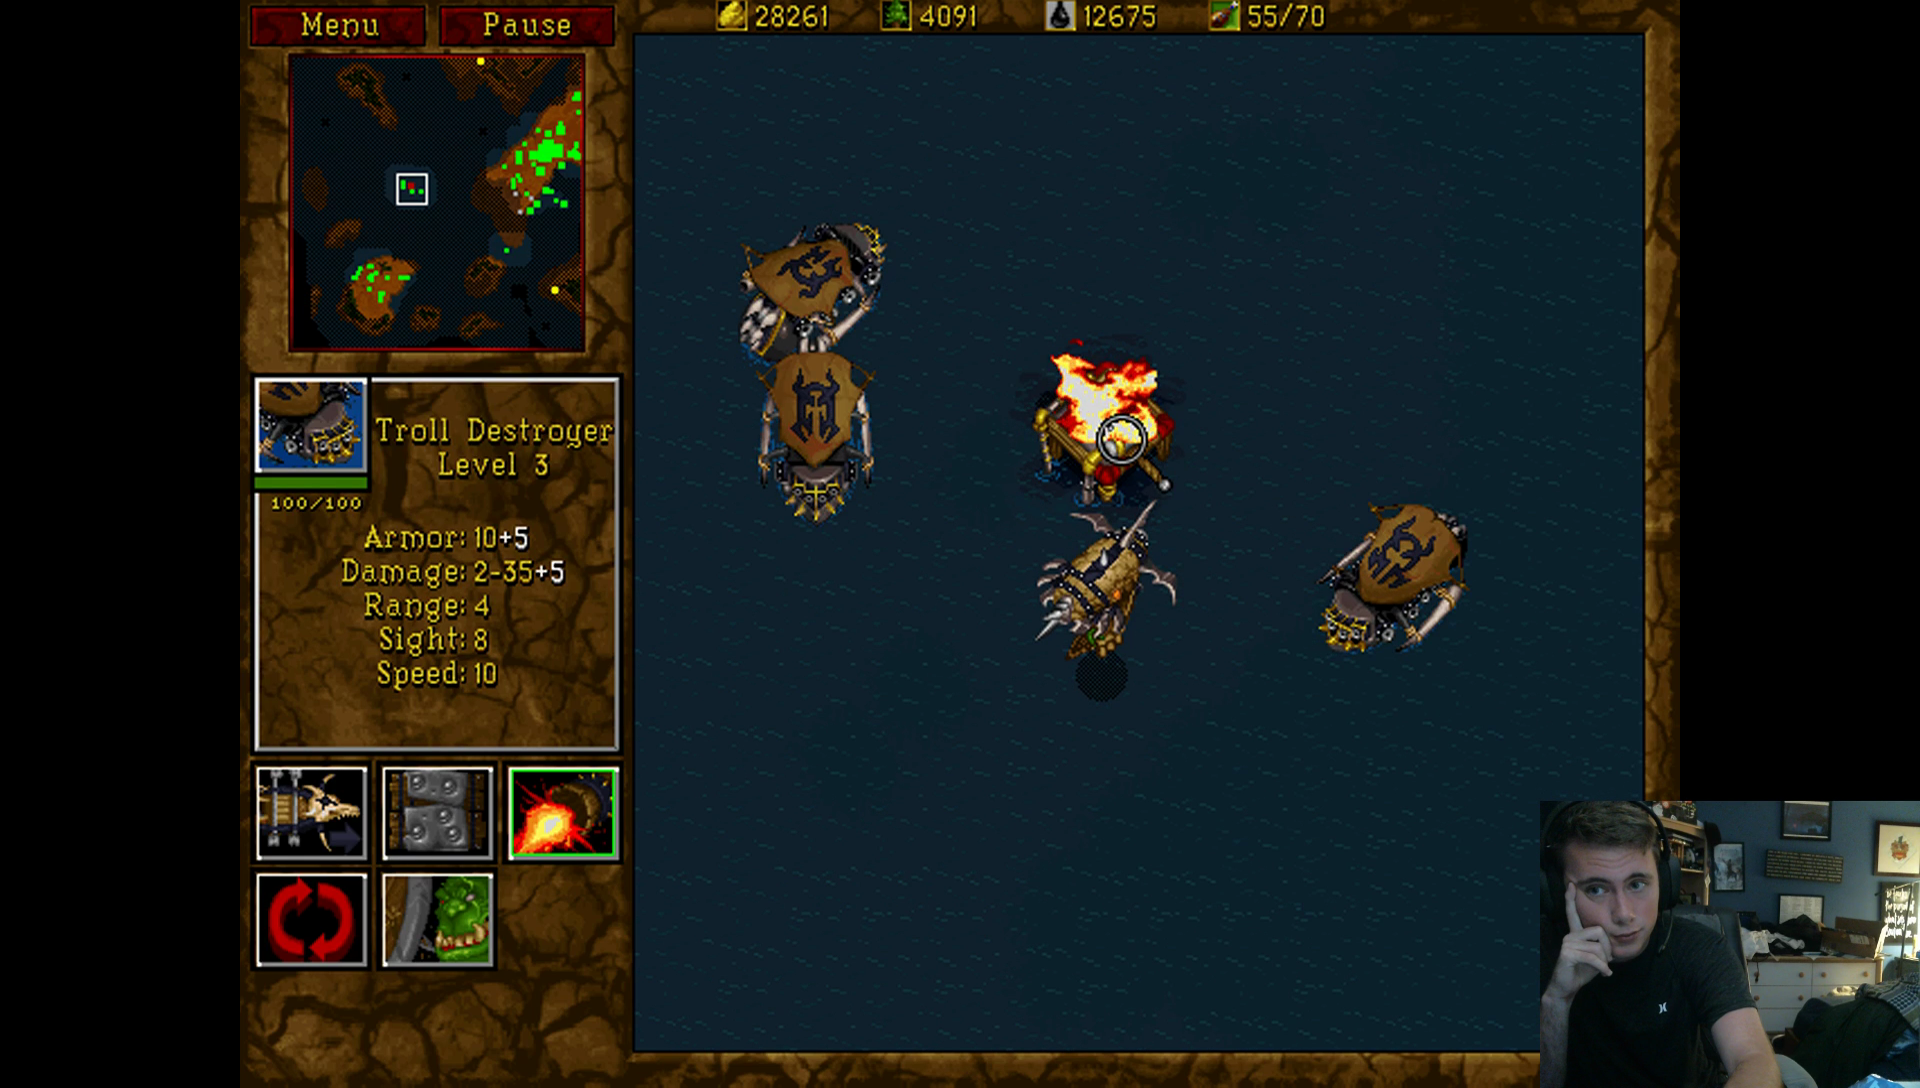 Menu
Pause
28261
4091
12675
55/70
Troll Destroyer
Level 3
100/100
Armor: 10+5
Damage: 2-35+5
Range: 4
Sight: 8
Speed: 10